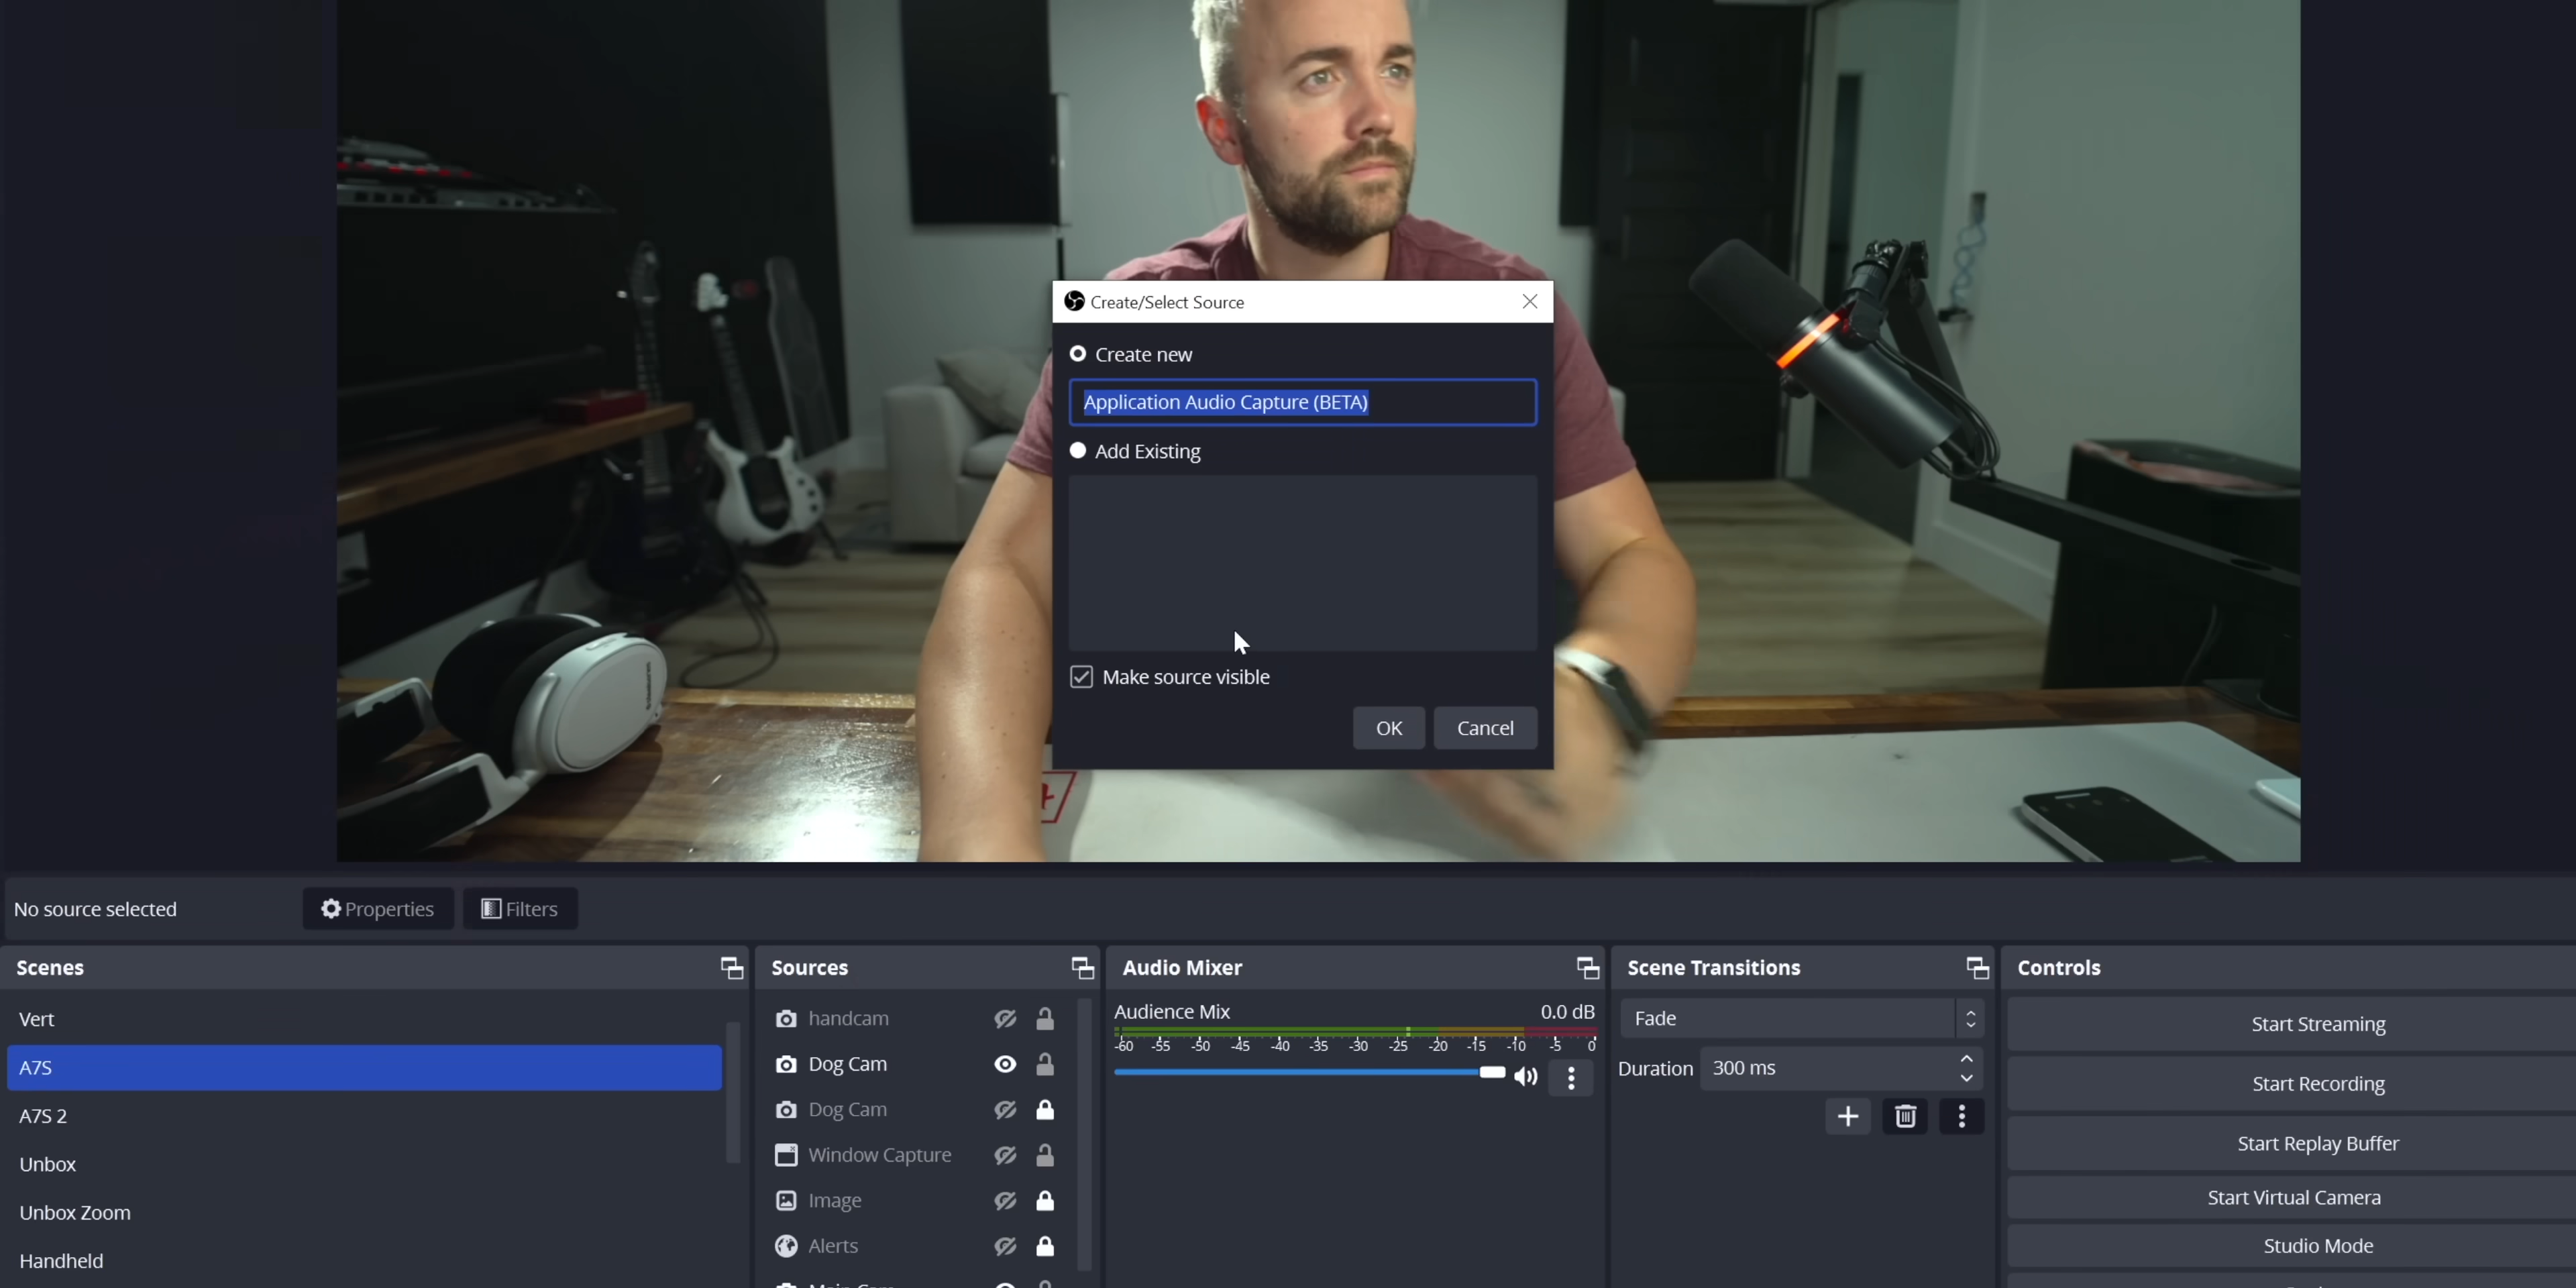 Create/Select Source
Create new
Application Audio Capture (BETA)
Add Existing
Make source visible
OK
Cancel
No source selected
Properties
Filters
Scenes
Vert
A7S
A7S 2
Unbox
Unbox Zoom
Handheld
Sources
handcam
Dog Cam
Dog Cam
Window Capture
Image
Alerts
Audio Mixer
Audience Mix 0.0 dB
-60 -55 -50 -45 -40 -35 -30 -25 -20 -15 -10 -5 0
Scene Transitions
Fade
Duration 300 ms
Controls
Start Streaming
Start Recording
Start Replay Buffer
Start Virtual Camera
Studio Mode